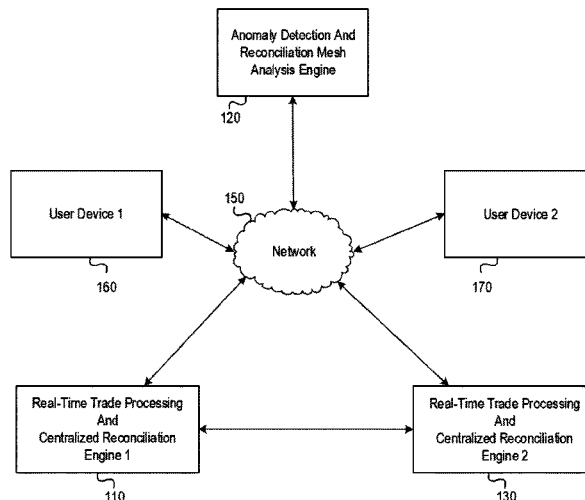 Anomaly Detection And
Reconciliation Mesh
Analysis Engine
120
User Device 1
160
150
Network
User Device 2
170
Real-Time Trade Processing
And
Centralized Reconciliation
Engine 1
110
Real-Time Trade Processing
And
Centralized Reconciliation
Engine 2
130